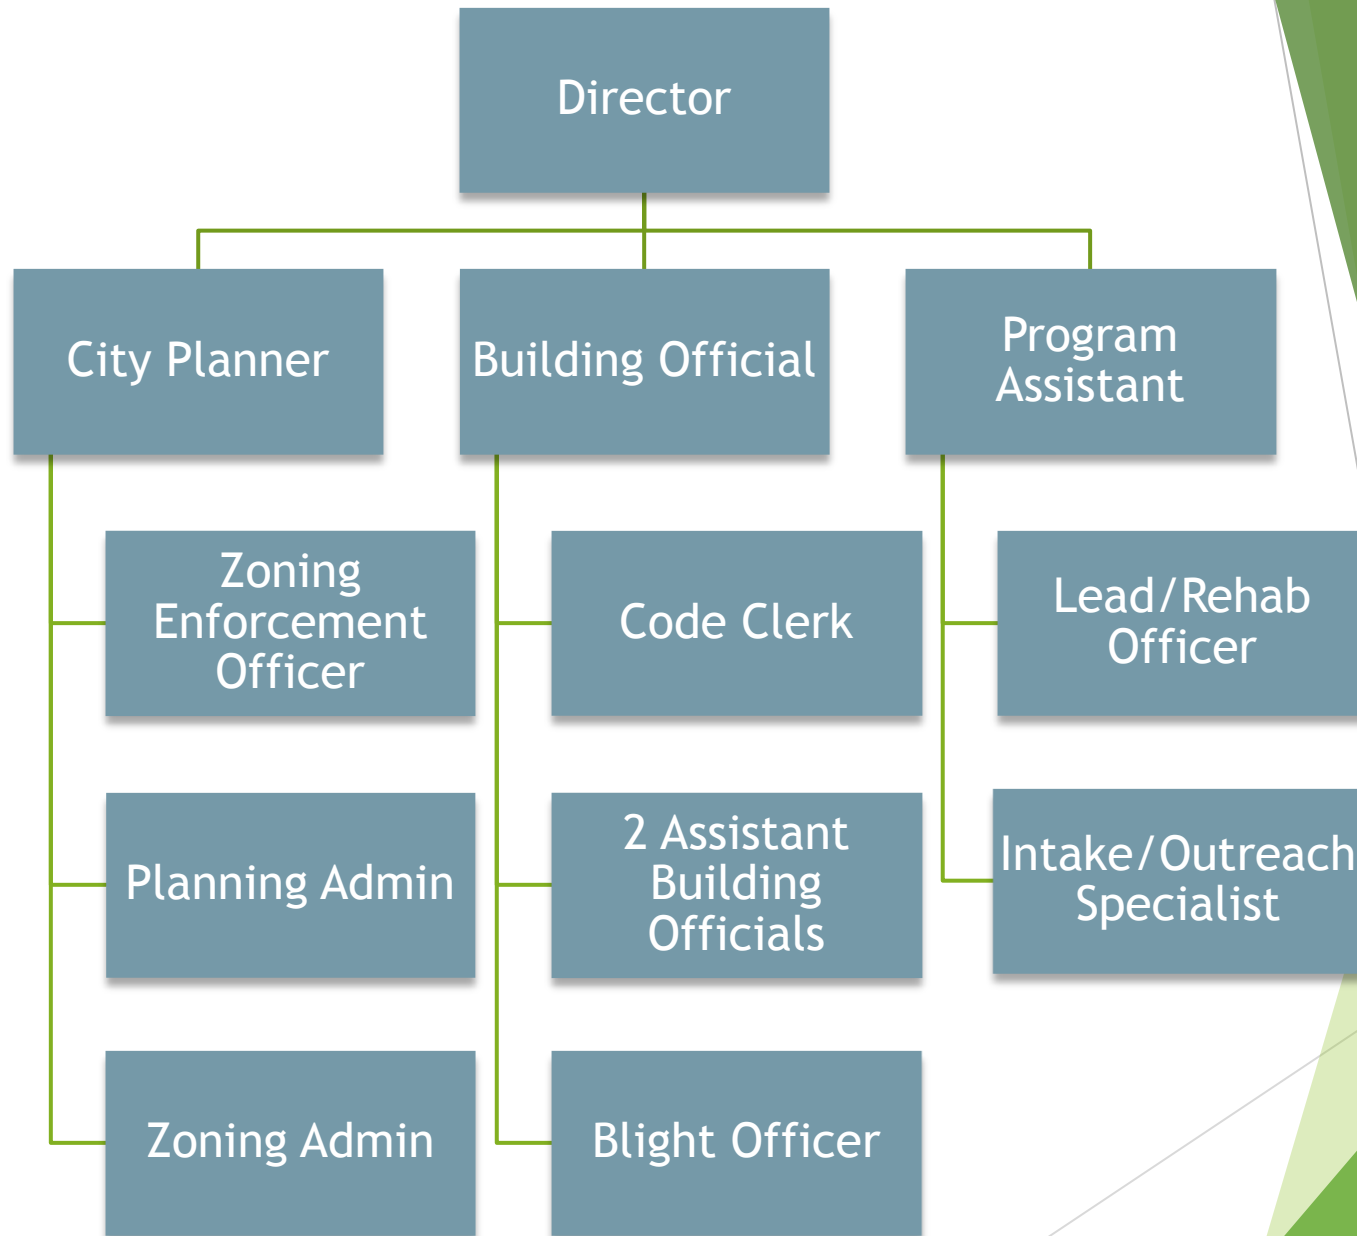 Director
City Planner
Building Official
Program
Assistant
Zoning
Enforcement
Officer
Code Clerk
Lead/Rehab
Officer
Planning Admin
2 Assistant
Building
Officials
Intake/Outreach
Specialist
Zoning Admin
Blight Officer